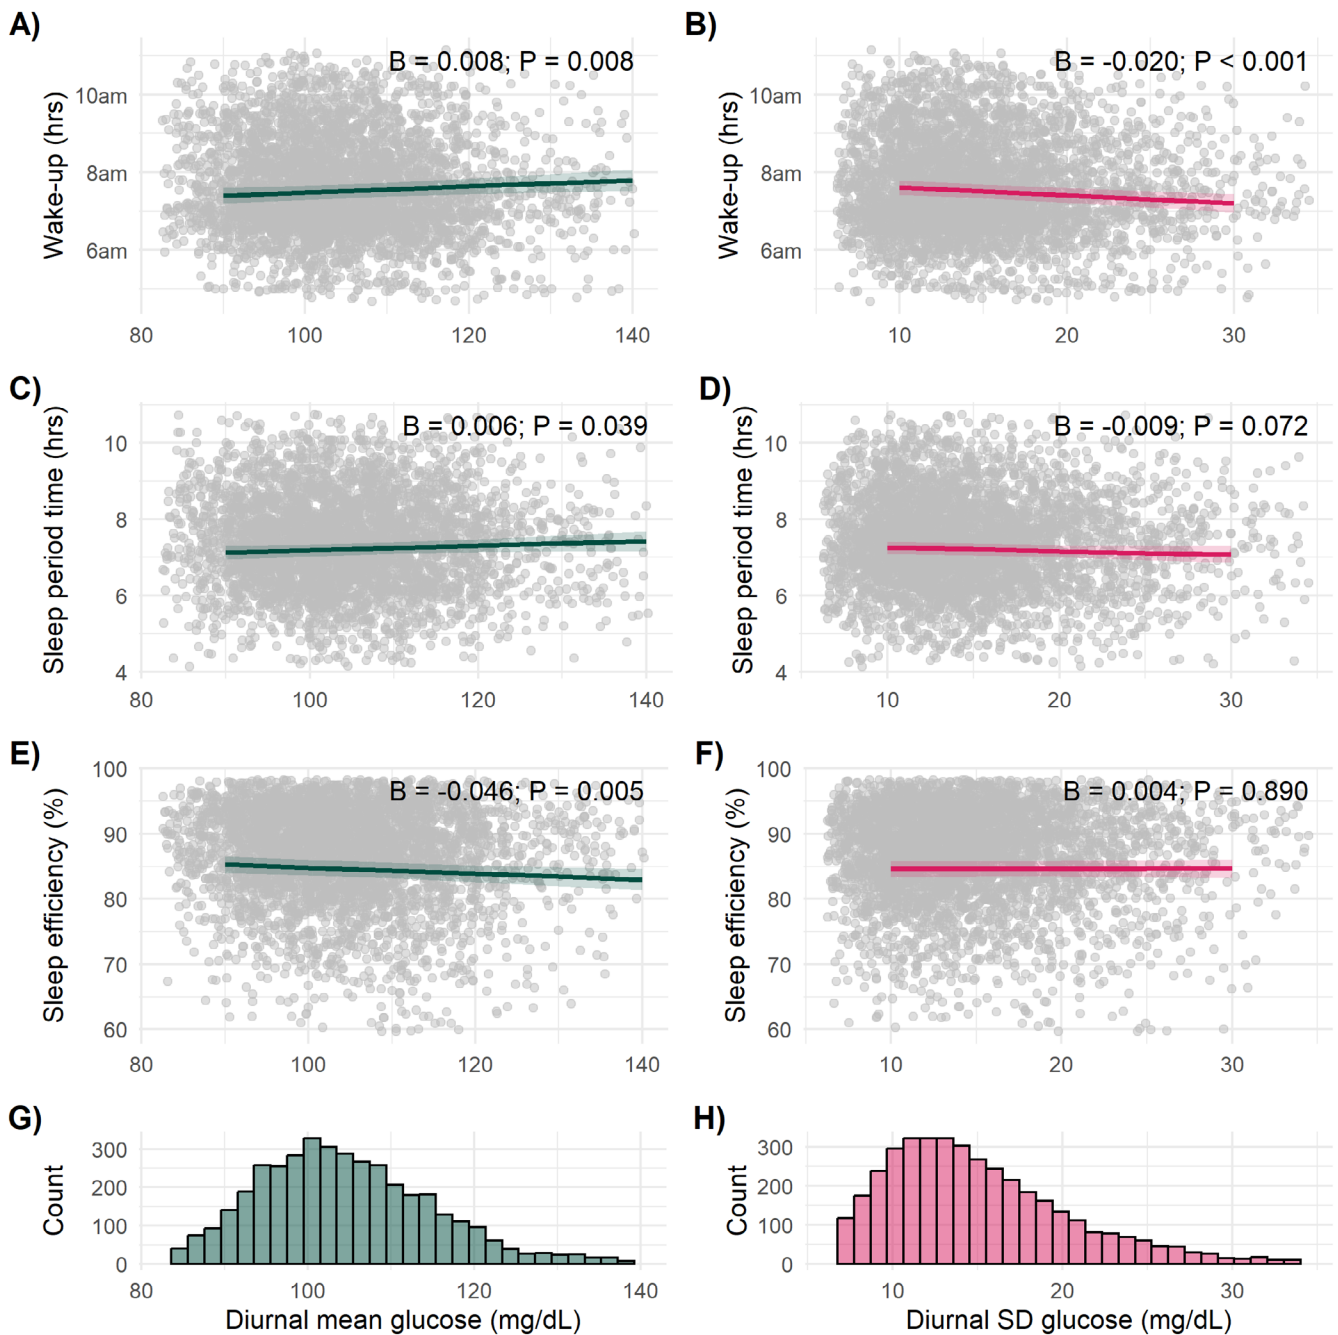 A)
B = 0.008; P = 0.008
Wake-up (hrs)
10am
8am
6am
80
100
120
140
B)
B = -0.020; P < 0.001
Wake-up (hrs)
10am
8am
6am
10
20
30
C)
B = 0.006; P = 0.039
Sleep period time (hrs)
10
8
6
4
80
100
120
140
D)
B = -0.009; P = 0.072
Sleep period time (hrs)
10
8
6
4
10
20
30
E)
B = -0.046; P = 0.005
Sleep efficiency (%)
100
90
80
70
60
80
100
120
140
F)
B = 0.004; P = 0.890
Sleep efficiency (%)
100
90
80
70
60
10
20
30
G)
Count
300
200
100
0
80
100
120
140
Diurnal mean glucose (mg/dL)
H)
Count
300
200
100
0
10
20
30
Diurnal SD glucose (mg/dL)